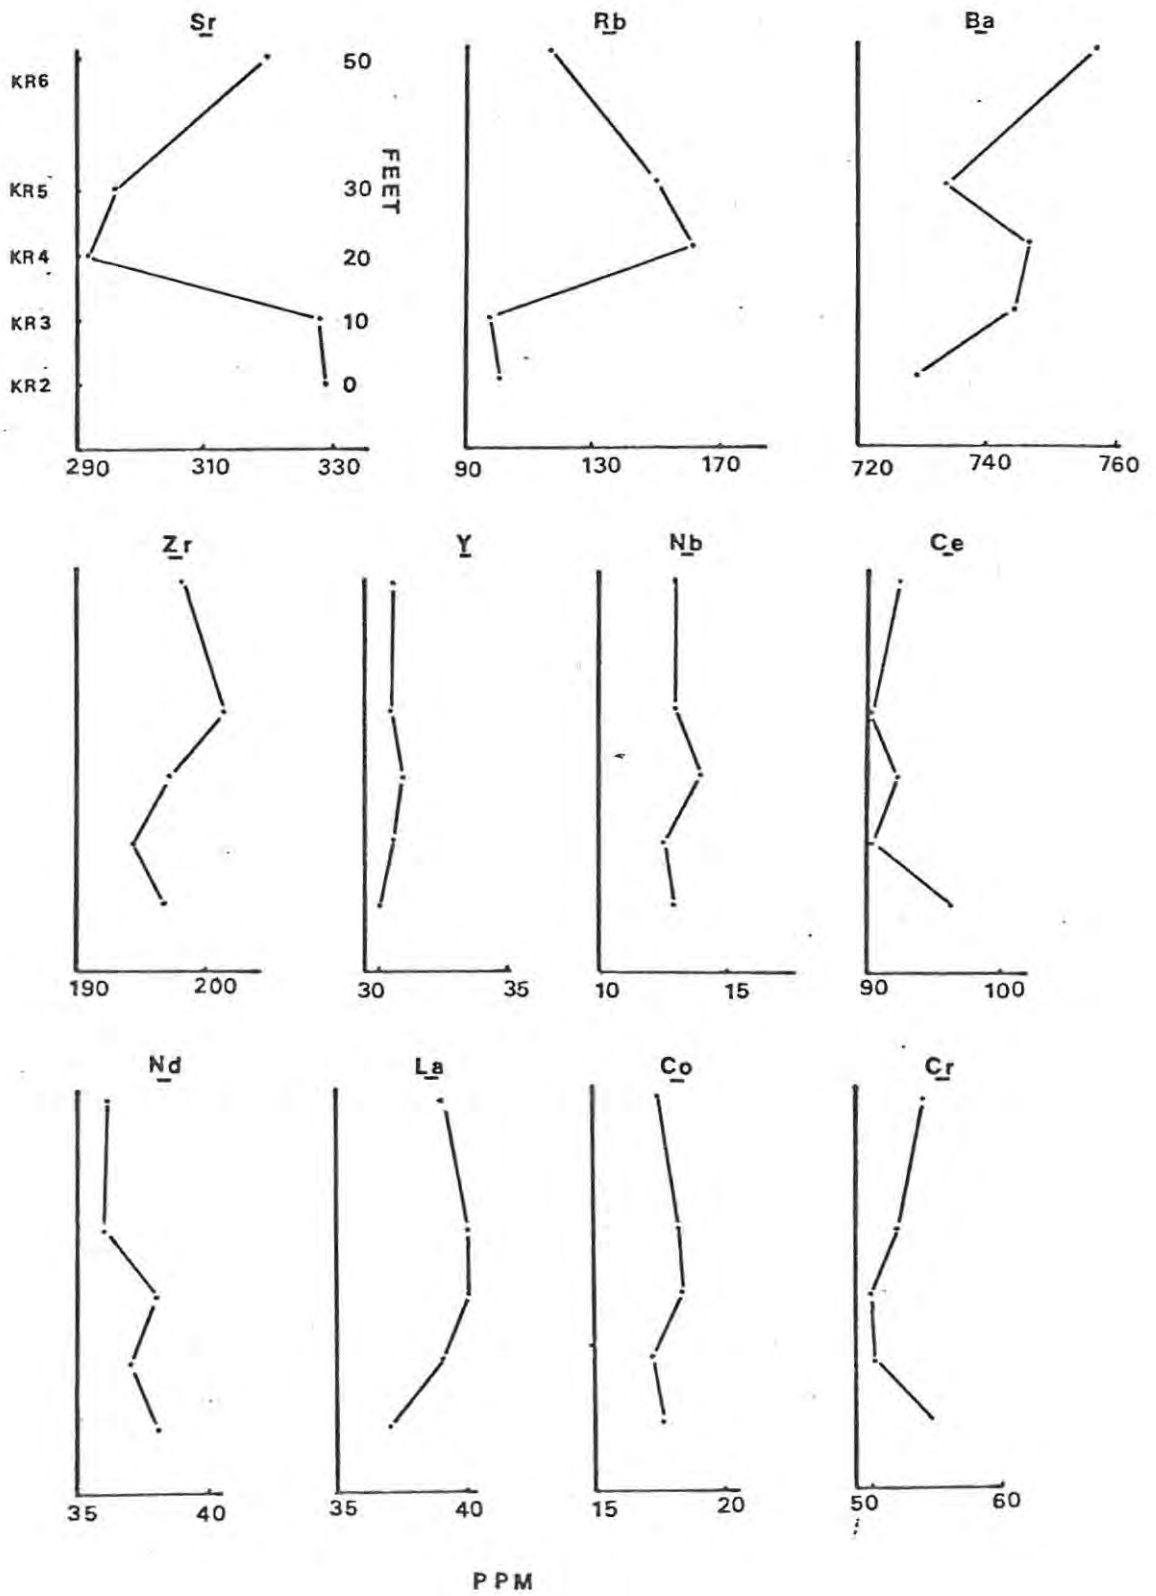 Sr Rb Ba
KR6 50
KR5 30
KR4 20
KR3 10
KR2 0
FEET
290 310 330 90 130 170 720 740 760
Zr Y Nb Ce
190 200 30 35 10 15 90 100
Nd La Co Cr
35 40 35 40 15 20 50 60
PPM